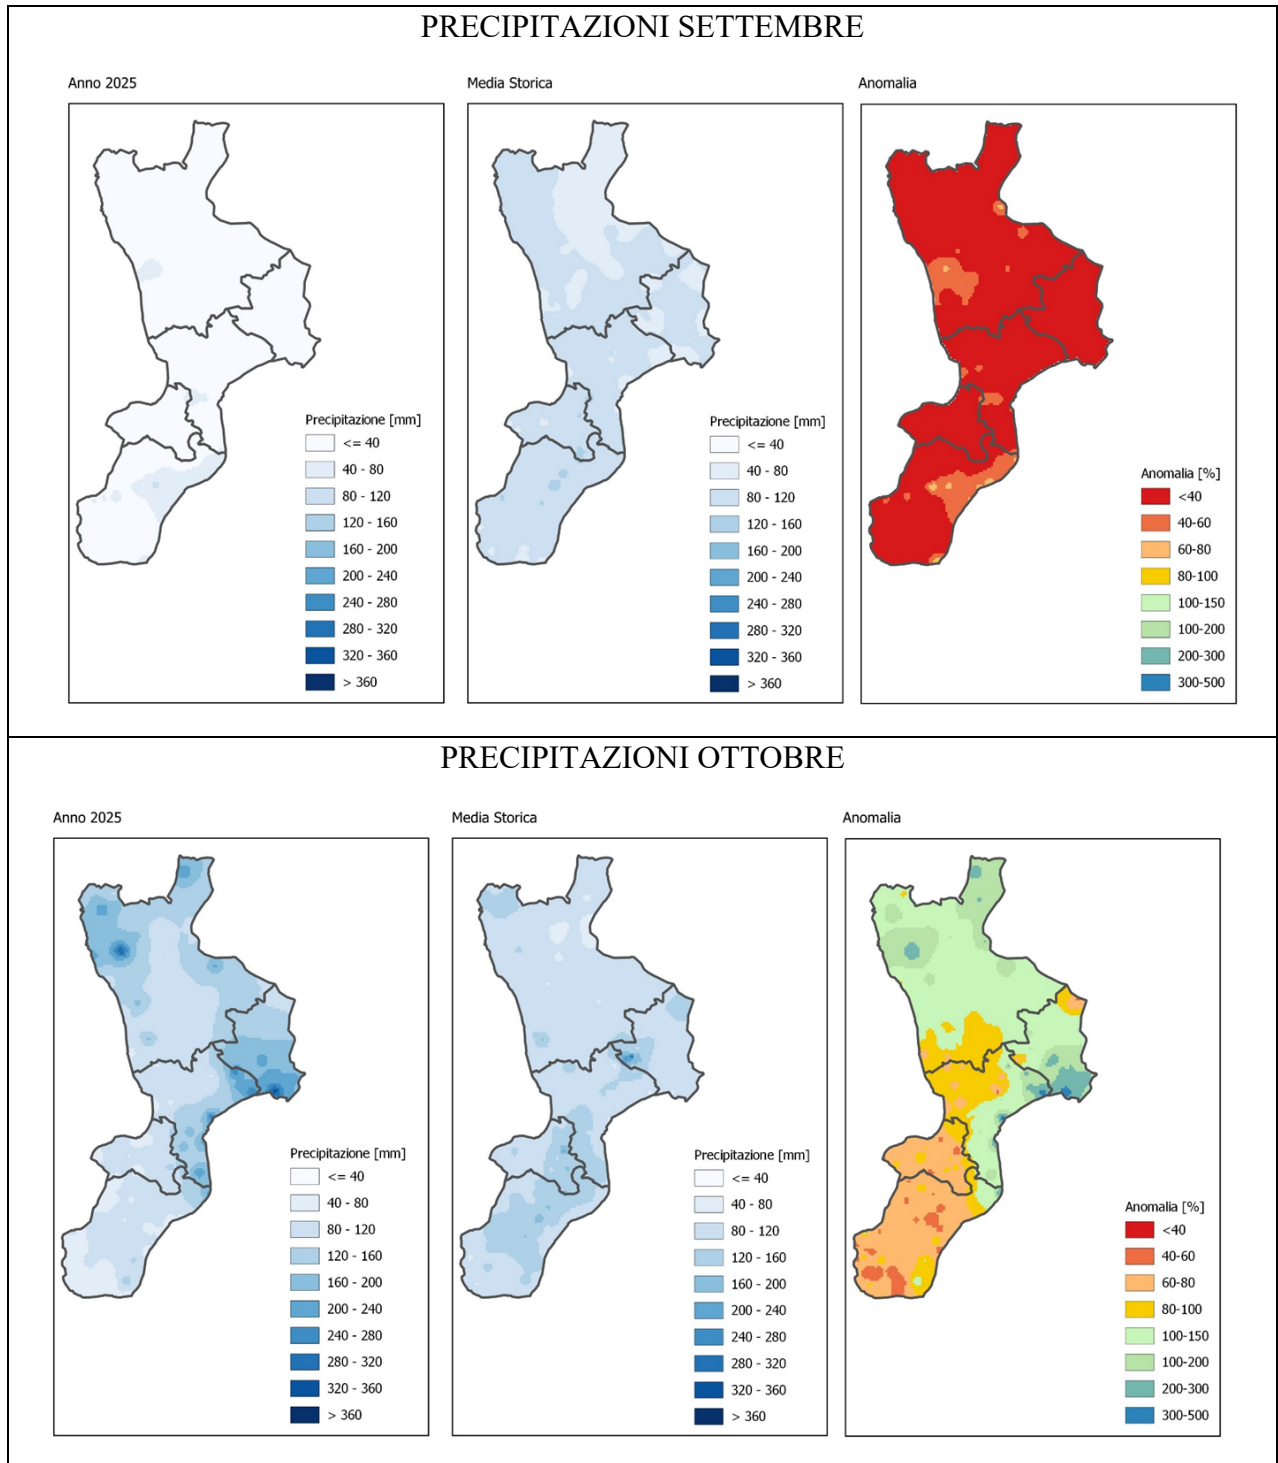 PRECIPITAZIONI SETTEMBRE
Anno 2025
Media Storica
Anomalia
Precipitazione [mm]
<= 40
40 - 80
80 - 120
120 - 160
160 - 200
200 - 240
240 - 280
280 - 320
320 - 360
> 360
Precipitazione [mm]
<= 40
40 - 80
80 - 120
120 - 160
160 - 200
200 - 240
240 - 280
280 - 320
320 - 360
> 360
Anomalia [%]
<40
40-60
60-80
80-100
100-150
100-200
200-300
300-500
PRECIPITAZIONI OTTOBRE
Anno 2025
Media Storica
Anomalia
Precipitazione [mm]
<= 40
40 - 80
80 - 120
120 - 160
160 - 200
200 - 240
240 - 280
280 - 320
320 - 360
> 360
Precipitazione [mm]
<= 40
40 - 80
80 - 120
120 - 160
160 - 200
200 - 240
240 - 280
280 - 320
320 - 360
> 360
Anomalia [%]
<40
40-60
60-80
80-100
100-150
100-200
200-300
300-500